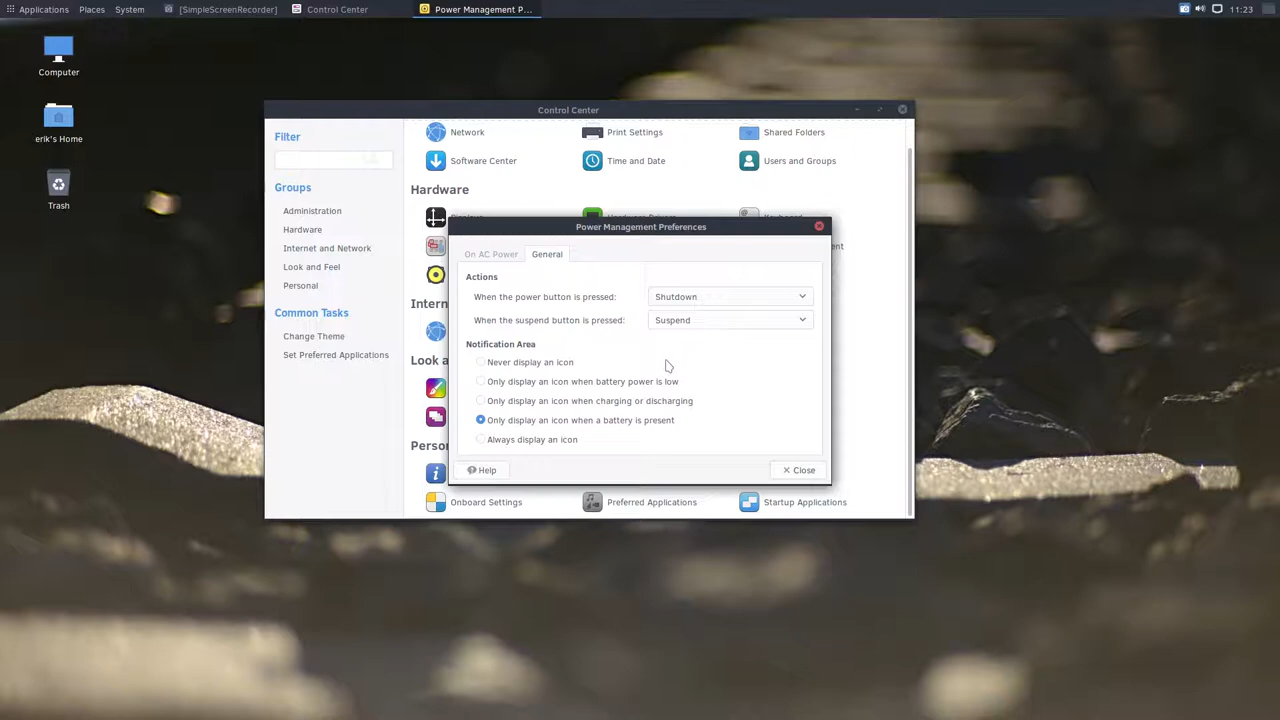 Applications Places System [SimpleScreenRecorder] Control Center Power Management P... 11:23
Computer
erik's Home
Trash
Control Center
Filter
Groups
Administration
Hardware
Internet and Network
Look and Feel
Personal
Common Tasks
Change Theme
Set Preferred Applications
Network Print Settings Shared Folders
Software Center Time and Date Users and Groups
Hardware
Power Management Preferences
On AC Power General
Actions
When the power button is pressed: Shutdown
When the suspend button is pressed: Suspend
Notification Area
Never display an icon
Only display an icon when battery power is low
Only display an icon when charging or discharging
Only display an icon when a battery is present
Always display an icon
Help Close
Onboard Settings Preferred Applications Startup Applications